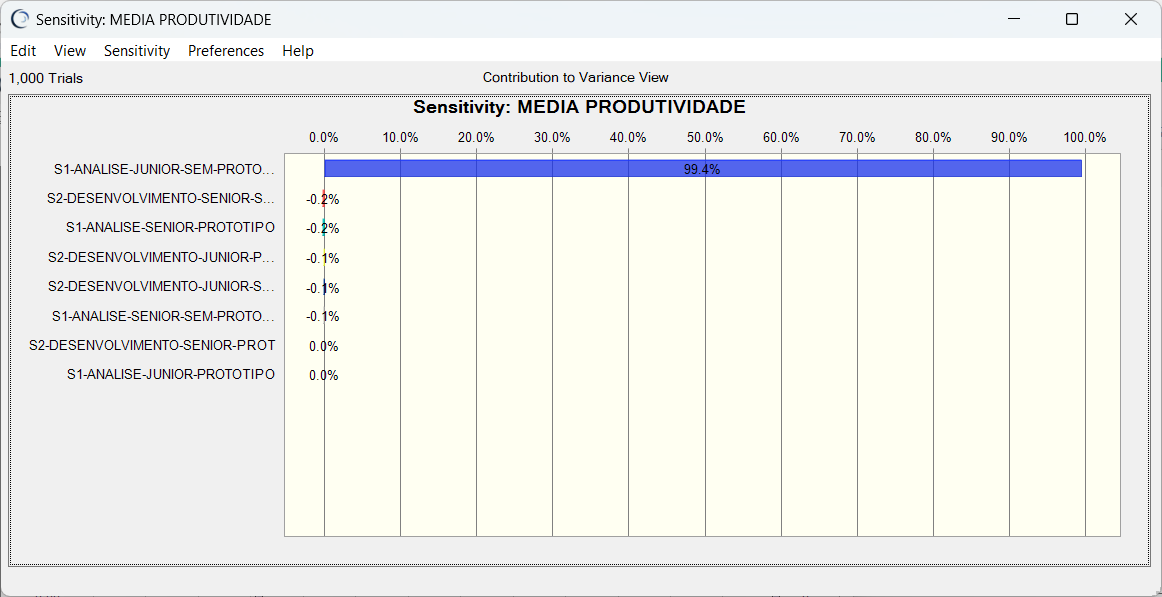 Sensitivity: MEDIA PRODUTIVIDADE
Edit View Sensitivity Preferences Help
1,000 Trials
Contribution to Variance View
Sensitivity: MEDIA PRODUTIVIDADE
0.0% 10.0% 20.0% 30.0% 40.0% 50.0% 60.0% 70.0% 80.0% 90.0% 100.0%
S1-ANALISE-JUNIOR-SEM-PROTO... 99.4%
S2-DESENVOLVIMENTO-SENIOR-S... -0.2%
S1-ANALISE-SENIOR-PROTOTIPO -0.2%
S2-DESENVOLVIMENTO-JUNIOR-P... -0.1%
S2-DESENVOLVIMENTO-JUNIOR-S... -0.1%
S1-ANALISE-SENIOR-SEM-PROTO... -0.1%
S2-DESENVOLVIMENTO-SENIOR-PROT 0.0%
S1-ANALISE-JUNIOR-PROTOTIPO 0.0%